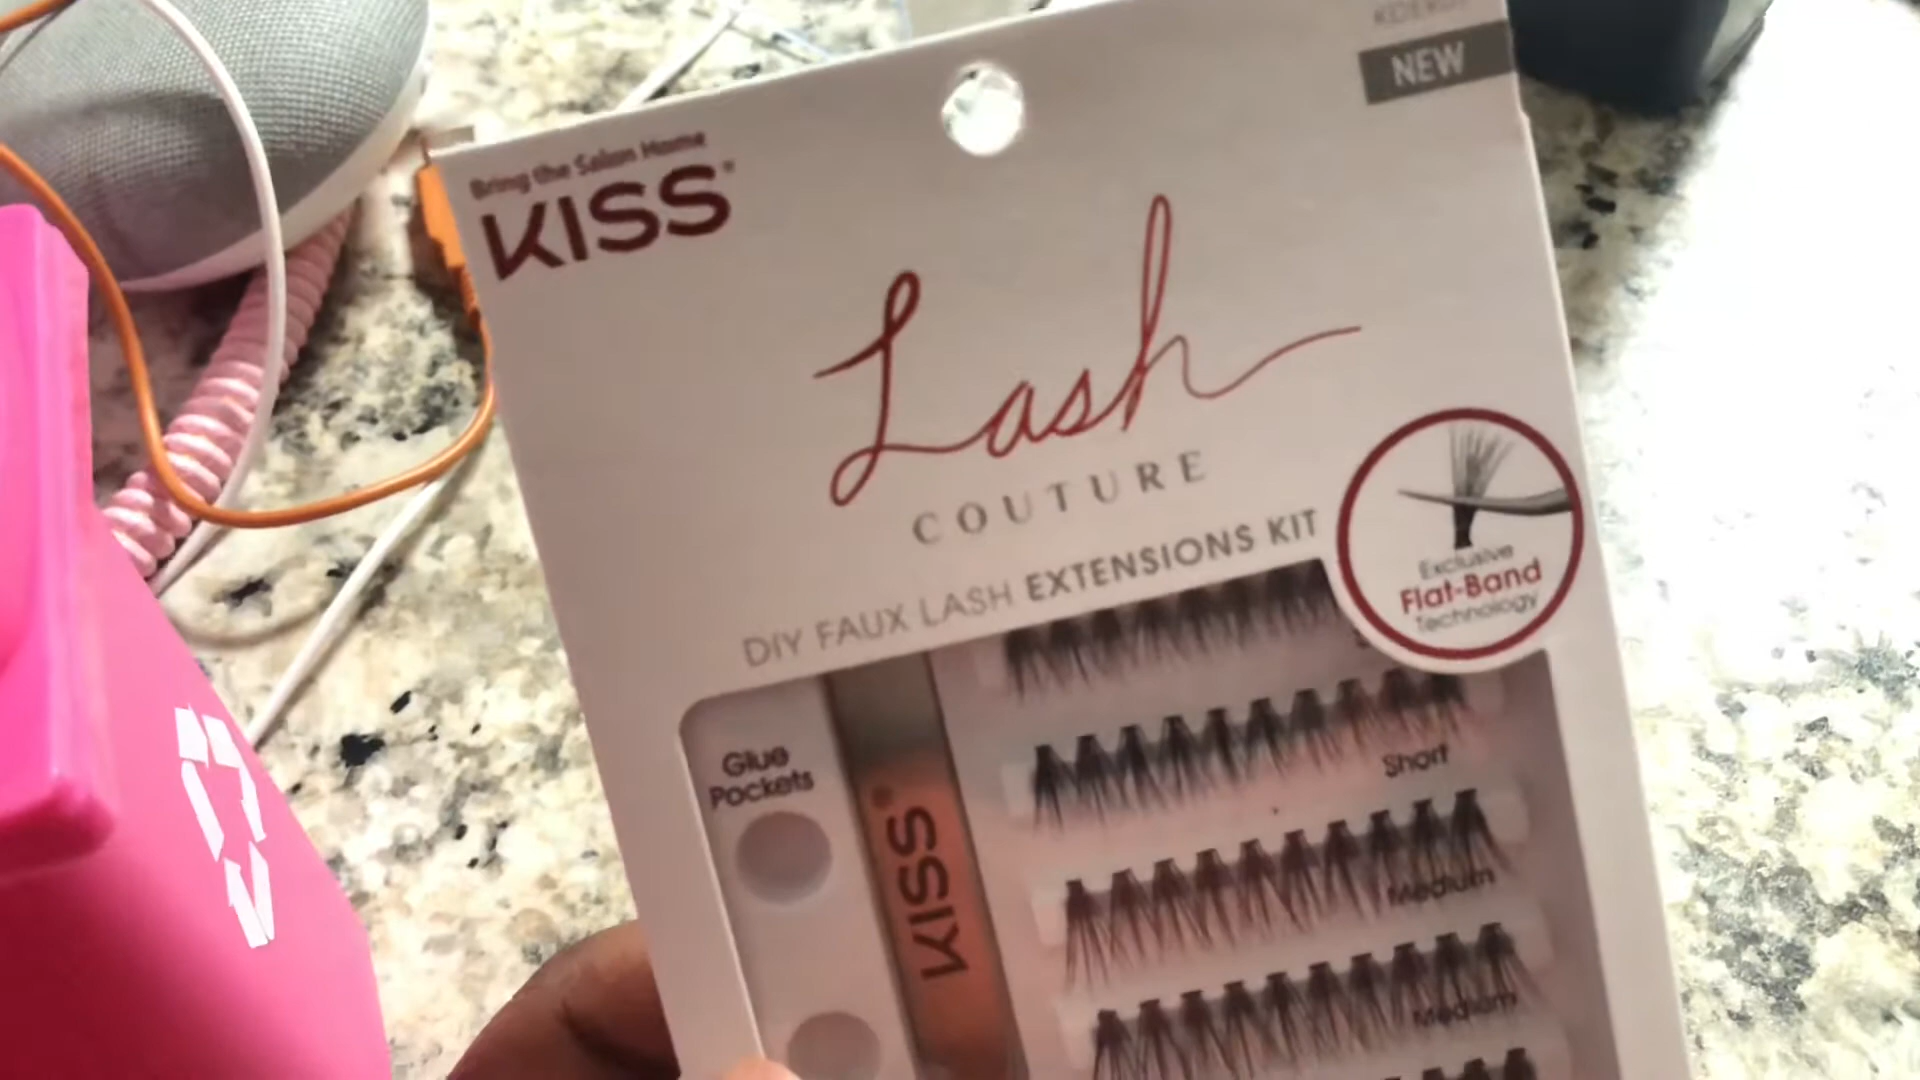 NEW
Bring the Salon Home
KISS®
Lash
COUTURE
DIY FAUX LASH EXTENSIONS KIT
Exclusive
Flat-Band
Technology
Glue
Pockets
KISS®
Short
Medium
Medium